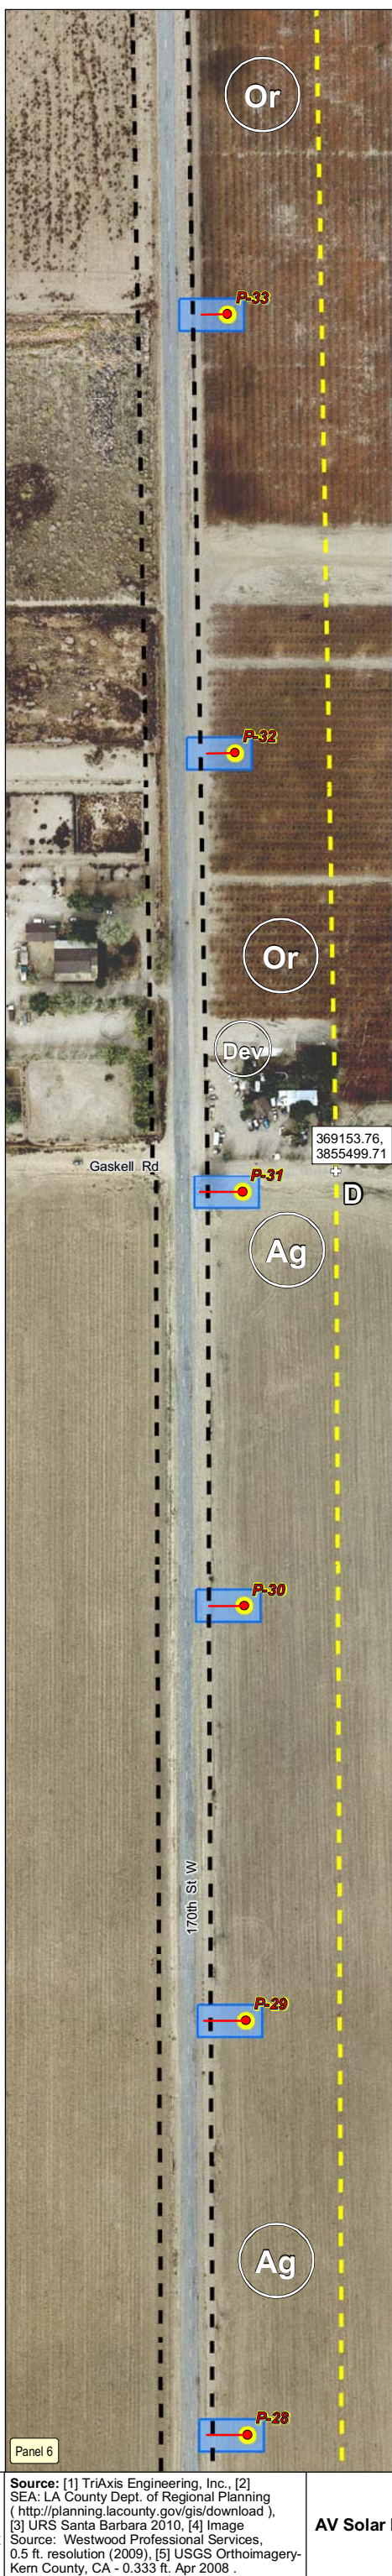 Or
P-33
P-32
Or
Dev
369153.76,
3855499.71
Gaskell Rd
P-31
D
Ag
P-30
170th St W
P-29
Ag
P-28
Panel 6
Source: [1] TriAxis Engineering, Inc., [2]
SEA: LA County Dept. of Regional Planning
( http://planning.lacounty.gov/gis/download ),
[3] URS Santa Barbara 2010, [4] Image
Source: Westwood Professional Services,
0.5 ft. resolution (2009), [5] USGS Orthoimagery-
Kern County, CA - 0.333 ft. Apr 2008 .
AV Solar